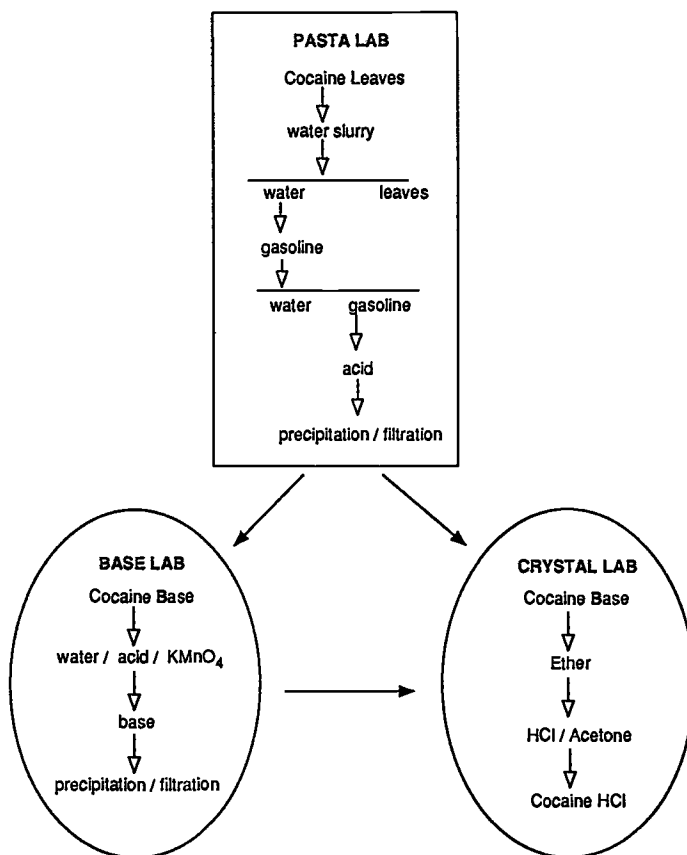 PASTA LAB
Cocaine Leaves
water slurry
water leaves
gasoline
water gasoline
acid
precipitation / filtration
BASE LAB
Cocaine Base
water / acid / KMnO4
base
precipitation / filtration
CRYSTAL LAB
Cocaine Base
Ether
HCl / Acetone
Cocaine HCl